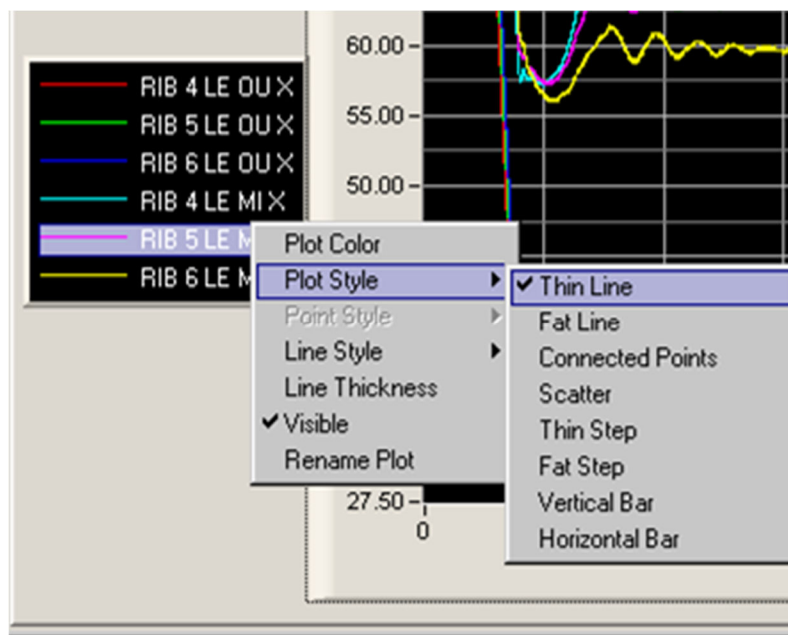 60.00
55.00
50.00
27.50
0
RIB 4 LE OU X
RIB 5 LE OU X
RIB 6 LE OU X
RIB 4 LE MI X
RIB 5 LE
RIB 6 LE
Plot Color
Plot Style
Point Style
Line Style
Line Thickness
Visible
Rename Plot
Thin Line
Fat Line
Connected Points
Scatter
Thin Step
Fat Step
Vertical Bar
Horizontal Bar